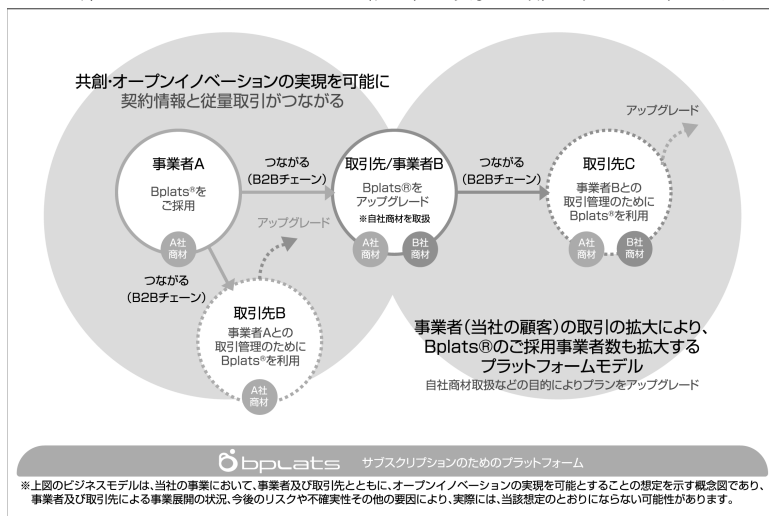 共創・オープンイノベーションの実現を可能に
契約情報と従量取引がつながる
事業者A
Bplats®を
ご採用
A社
商材
つながる
(B2Bチェーン)
取引先/事業者B
Bplats®を
アップグレード
※自社商材を取扱
A社
商材
B社
商材
つながる
(B2Bチェーン)
取引先C
事業者Bとの
取引管理のために
Bplats®を利用
A社
商材
B社
商材
アップグレード
つながる
(B2Bチェーン)
アップグレード
取引先B
事業者Aとの
取引管理のために
Bplats®を利用
A社
商材
事業者(当社の顧客)の取引の拡大により、
Bplats®のご採用事業者数も拡大する
プラットフォームモデル
自社商材取扱などの目的によりプランをアップグレード
bplats サブスクリプションのためのプラットフォーム
※上図のビジネスモデルは、当社の事業において、事業者及び取引先とともに、オープンイノベーションの実現を可能とすることの想定を示す概念図であり、
事業者及び取引先による事業展開の状況、今後のリスクや不確実性その他の要因により、実際には、当該想定のとおりにならない可能性があります。